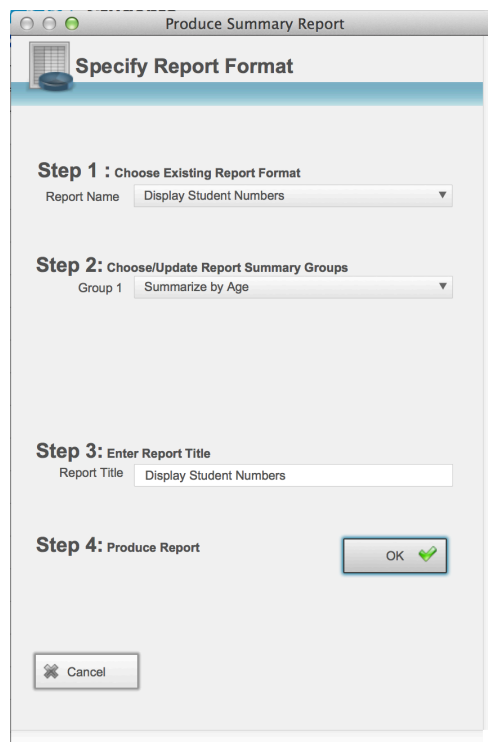 Produce Summary Report
Specify Report Format
Step 1 : Choose Existing Report Format
Report Name Display Student Numbers
Step 2: Choose/Update Report Summary Groups
Group 1 Summarize by Age
Step 3: Enter Report Title
Report Title Display Student Numbers
Step 4: Produce Report
OK
Cancel